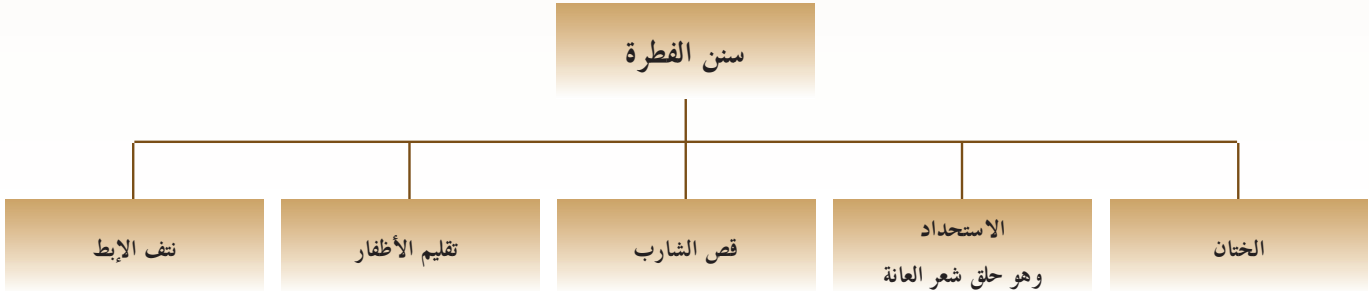 سنن الفطرة
الختان
الاستحداد
وهو حلق شعر العانة
قص الشارب
تقليم الأظفار
نتف الإبط